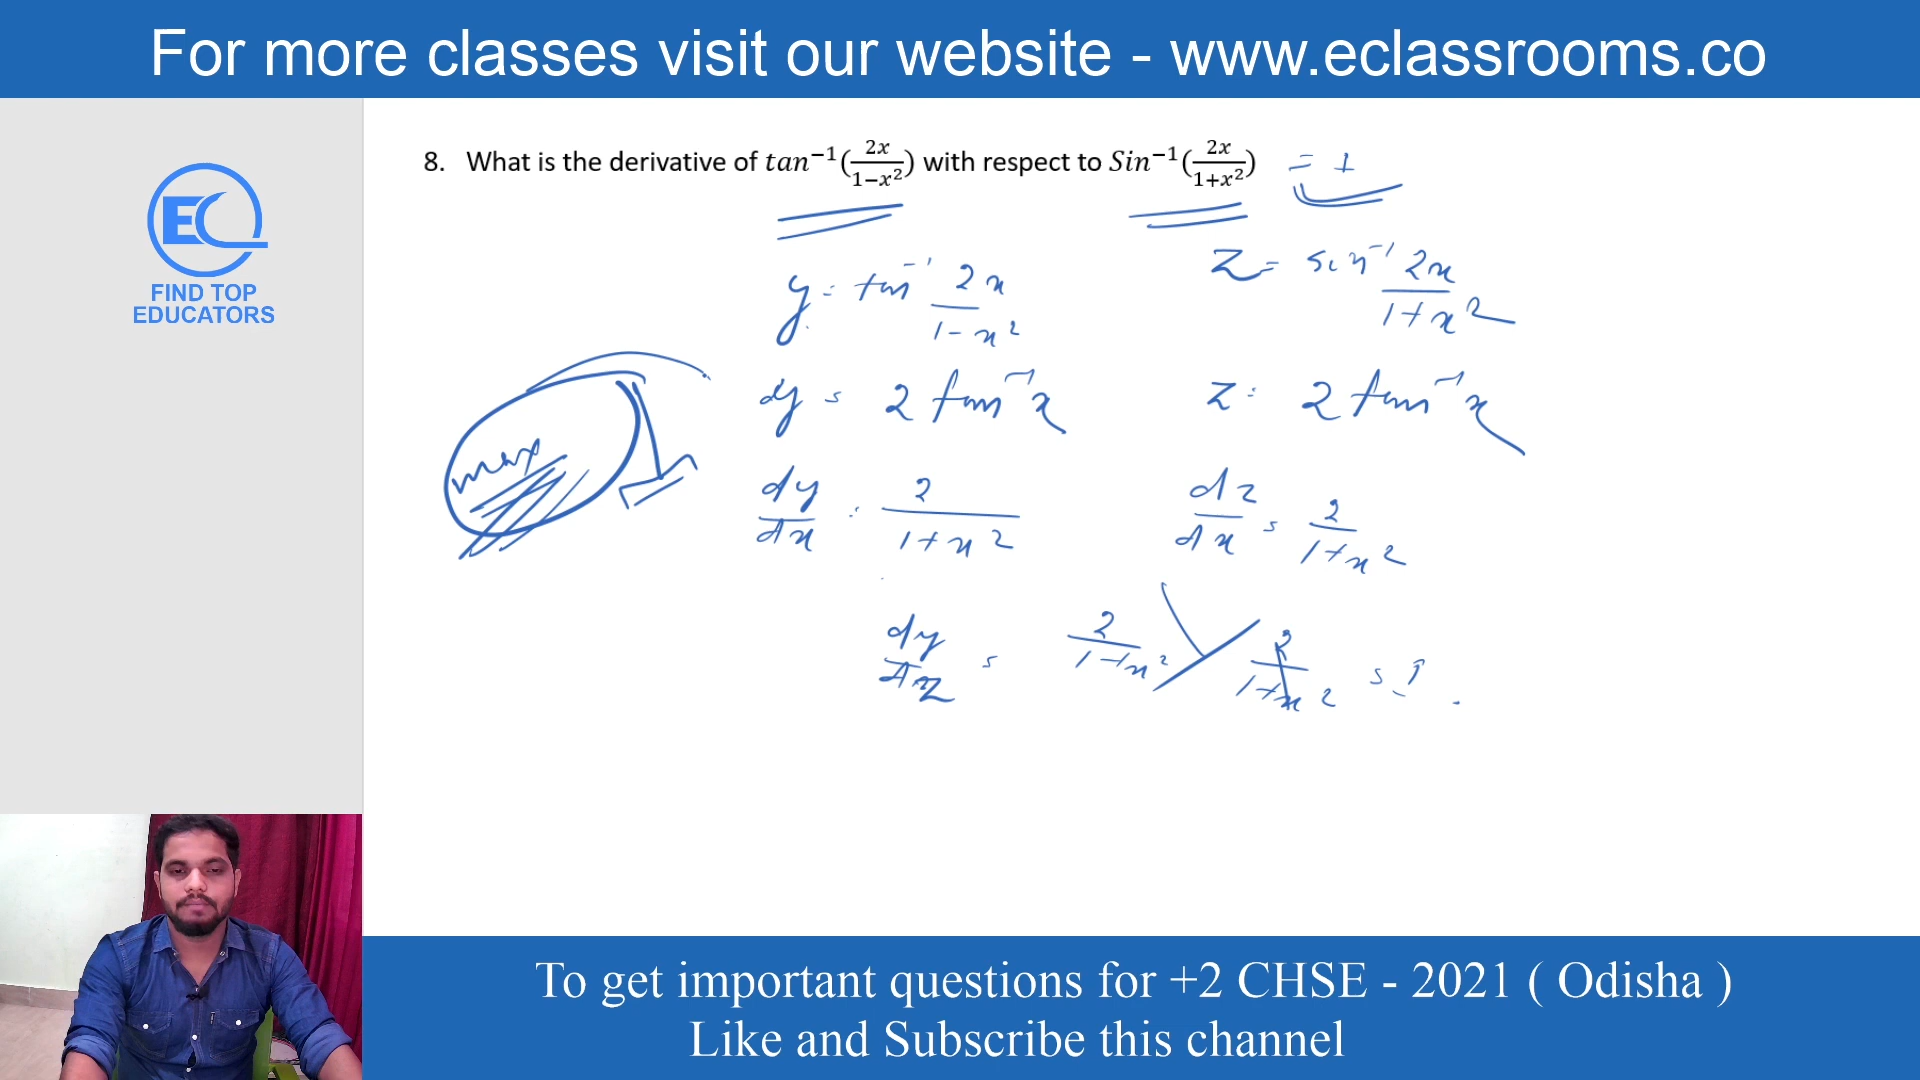 For more classes visit our website - www.eclassrooms.co
EC
FIND TOP
EDUCATORS
8. What is the derivative of tan⁻¹(2x/(1−x²)) with respect to Sin⁻¹(2x/(1+x²)) = 1
y = tan⁻¹ 2x/(1-x²)
z = sin⁻¹ 2x/(1+x²)
y = 2 tan⁻¹x
z = 2 tan⁻¹x
max
dy/dx = 2/(1+x²)
dz/dx = 2/(1+x²)
dy/dz = 2/(1+x²) / 2/(1+x²) = 1.
To get important questions for +2 CHSE - 2021 ( Odisha )
Like and Subscribe this channel